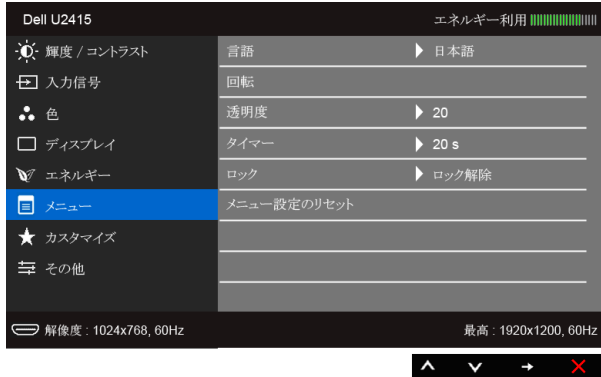 Dell U2415 エネルギー利用
輝度 / コントラスト
入力信号
色
ディスプレイ
エネルギー
メニュー
カスタマイズ
その他
言語 日本語
回転
透明度 20
タイマー 20 s
ロック ロック解除
メニュー設定のリセット
解像度 : 1024x768, 60Hz 最高 : 1920x1200, 60Hz